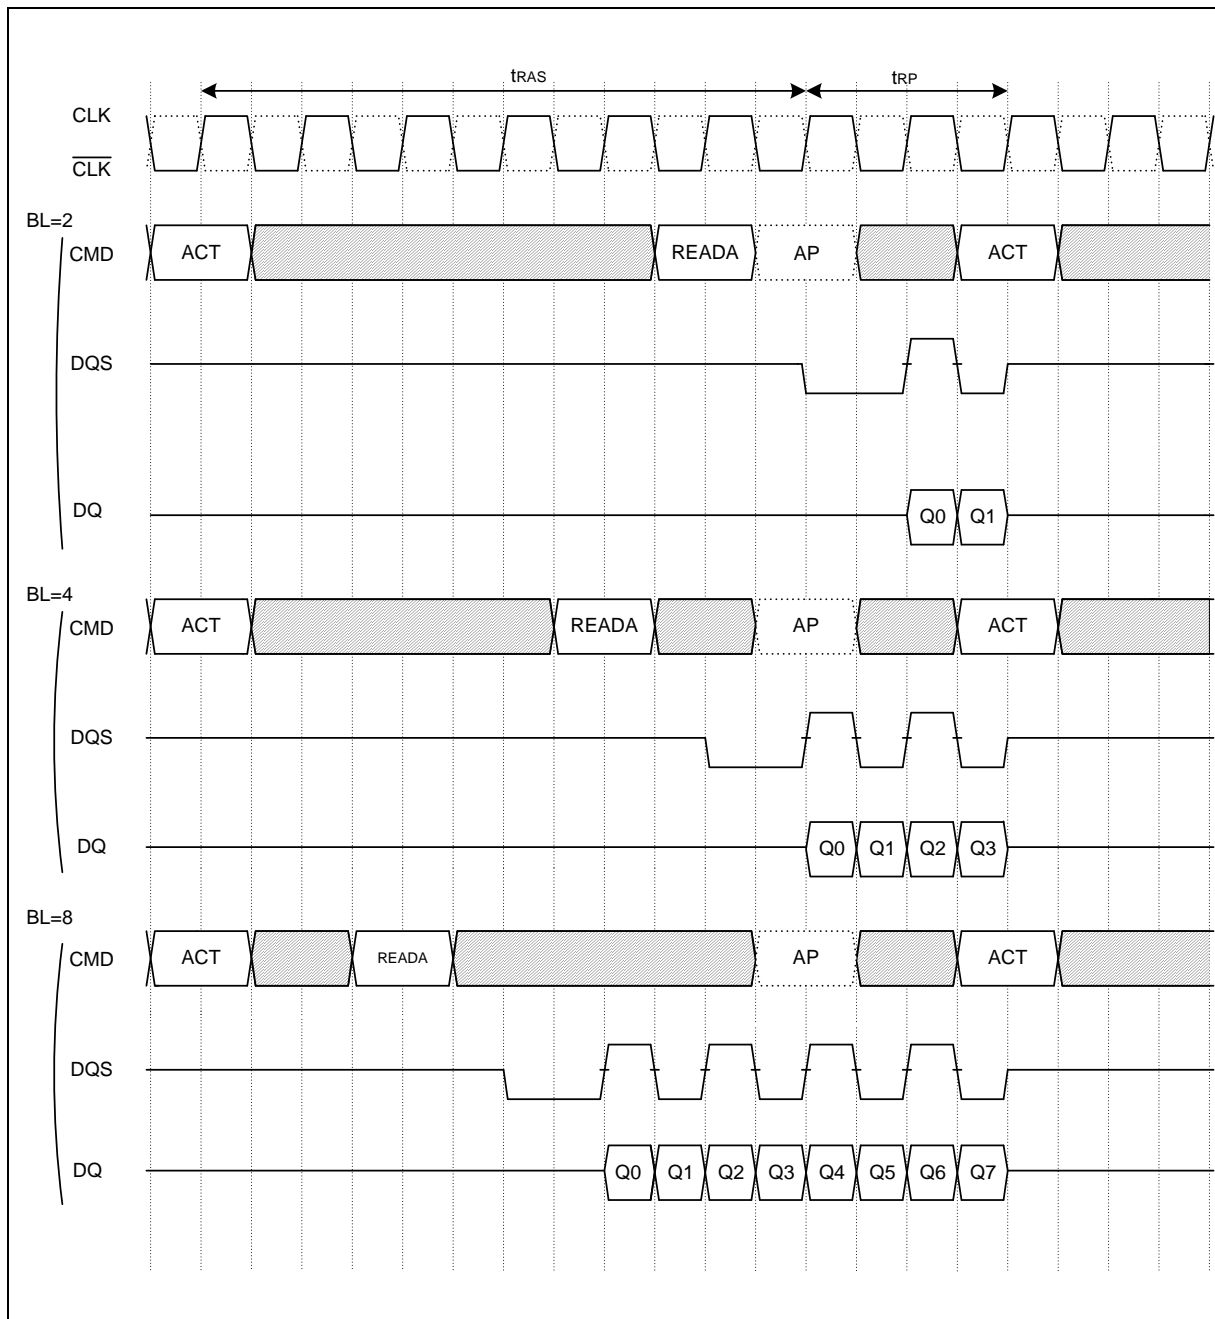 tRAS tRP
CLK
CLK
BL=2
CMD ACT READA AP ACT
DQS
DQ Q0 Q1
BL=4
CMD ACT READA AP ACT
DQS
DQ Q0 Q1 Q2 Q3
BL=8
CMD ACT READA AP ACT
DQS
DQ Q0 Q1 Q2 Q3 Q4 Q5 Q6 Q7